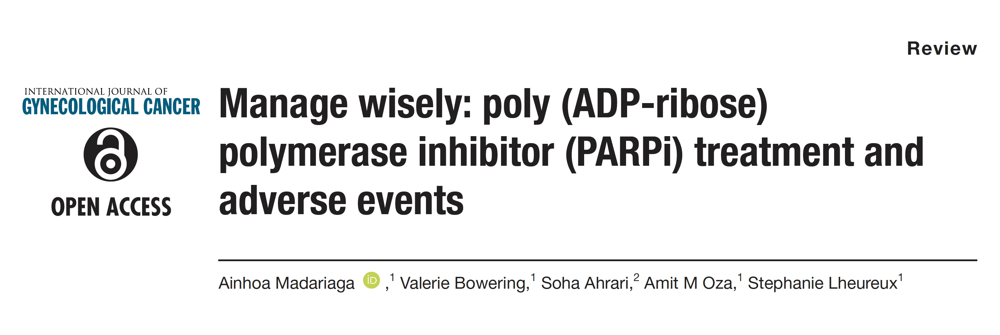 Review
INTERNATIONAL JOURNAL OF
GYNECOLOGICAL CANCER
OPEN ACCESS
Manage wisely: poly (ADP-ribose)
polymerase inhibitor (PARPi) treatment and
adverse events
Ainhoa Madariaga iD ,¹ Valerie Bowering,¹ Soha Ahrari,² Amit M Oza,¹ Stephanie Lheureux¹